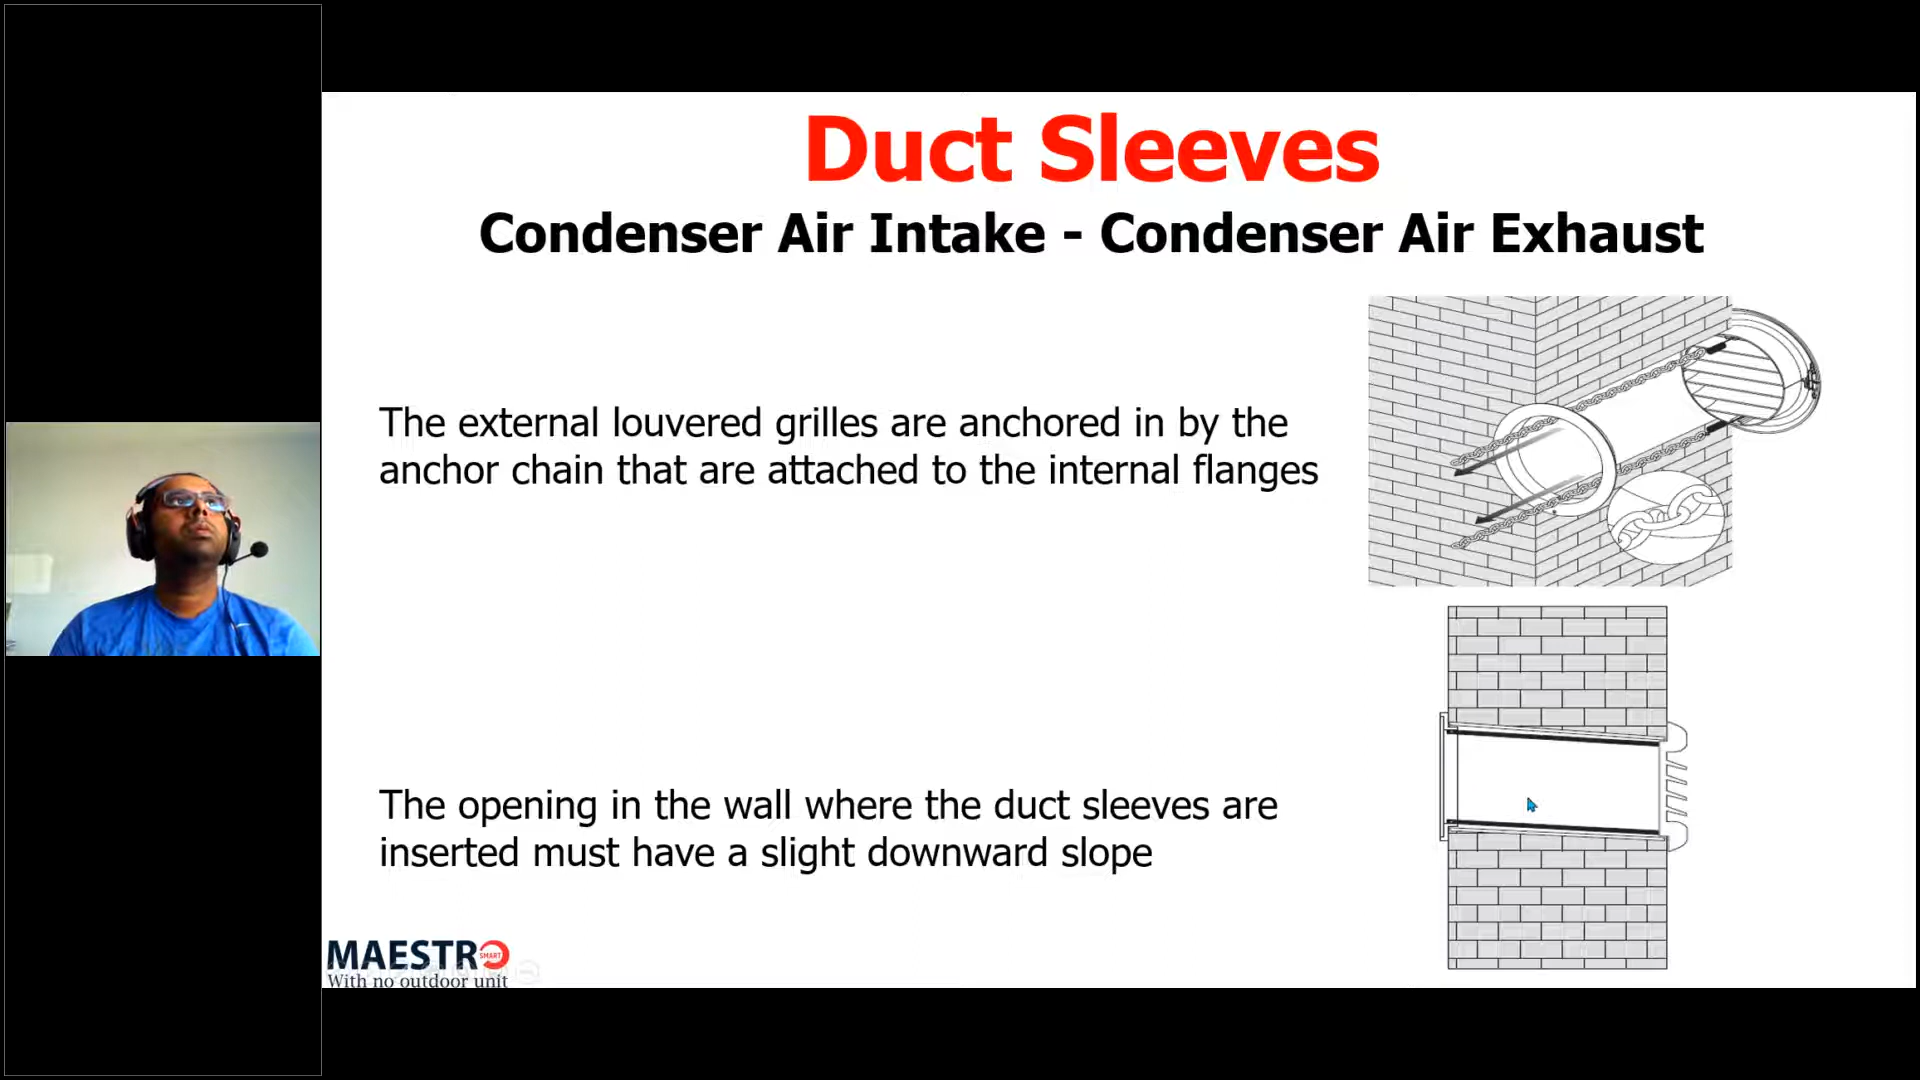 Duct Sleeves
Condenser Air Intake - Condenser Air Exhaust
The external louvered grilles are anchored in by the
anchor chain that are attached to the internal flanges
The opening in the wall where the duct sleeves are
inserted must have a slight downward slope
MAESTRO
SMART
With no outdoor unit